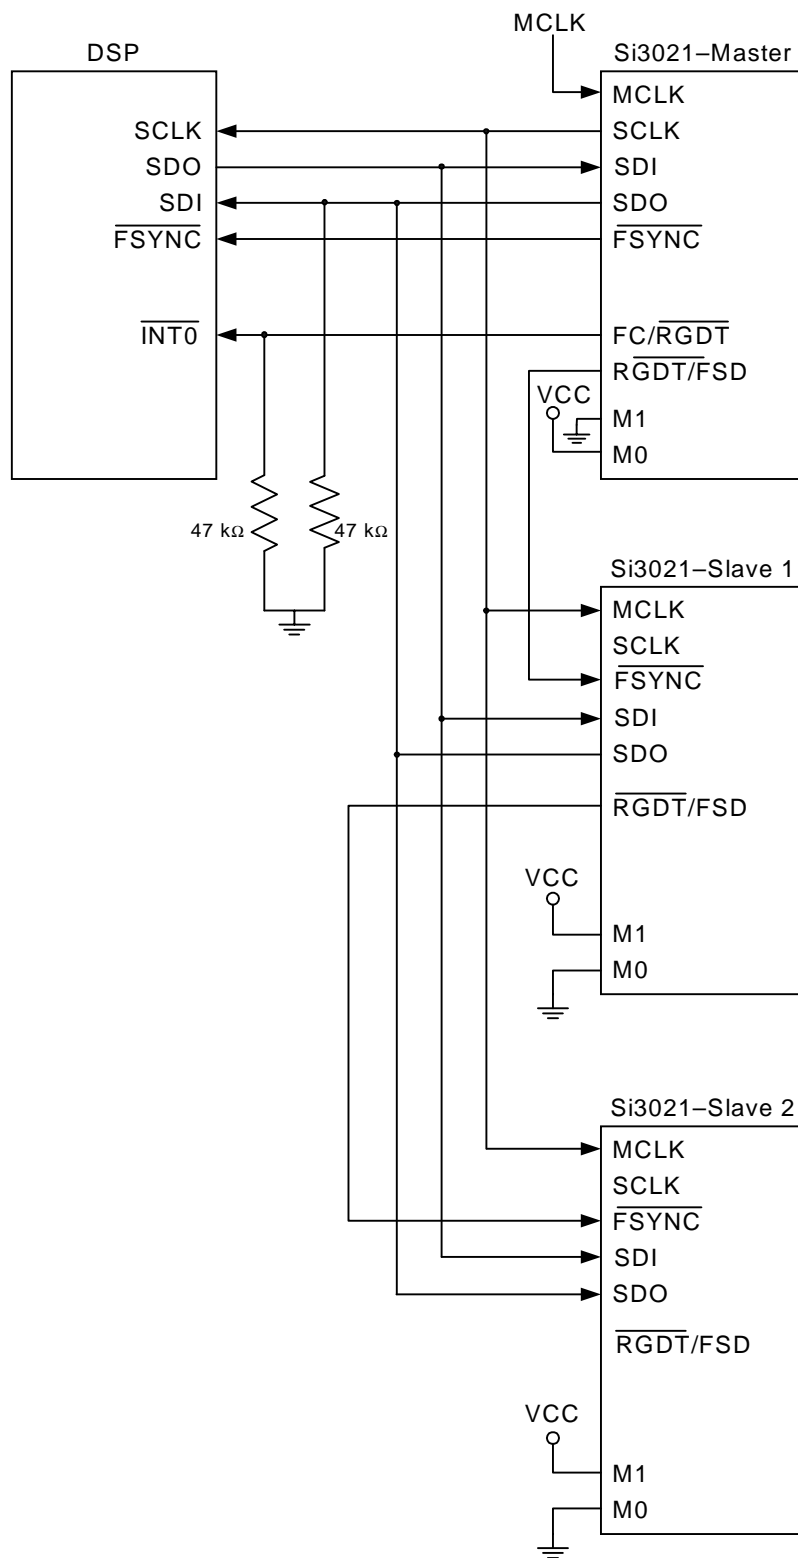 MCLK
DSP
SCLK
SDO
SDI
FSYNC
INT0
Si3021–Master
MCLK
SCLK
SDI
SDO
FSYNC
FC/RGDT
RGDT/FSD
M1
M0
VCC
47 kΩ
47 kΩ
Si3021–Slave 1
MCLK
SCLK
FSYNC
SDI
SDO
RGDT/FSD
VCC
M1
M0
Si3021–Slave 2
MCLK
SCLK
FSYNC
SDI
SDO
RGDT/FSD
VCC
M1
M0